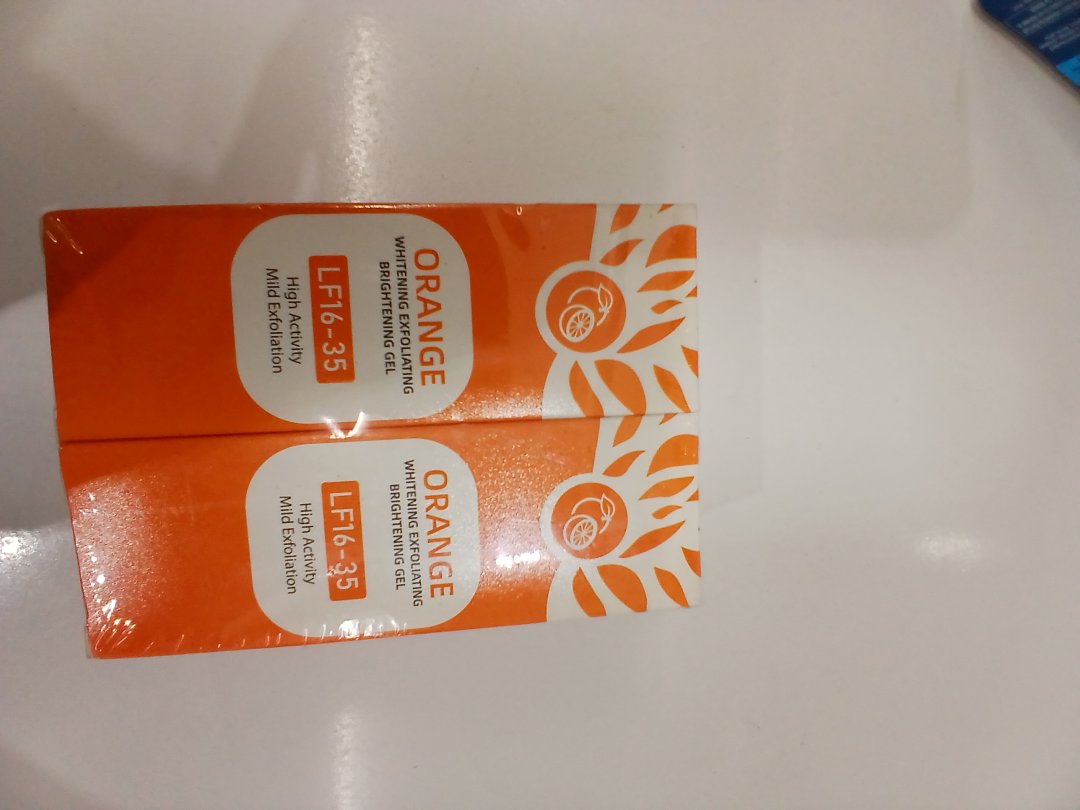 ORANGE
WHITENING EXFOLIATING
BRIGHTENING GEL
LF16-35
High Activity
Mild Exfoliation
ORANGE
WHITENING EXFOLIATING
BRIGHTENING GEL
LF16-35
High Activity
Mild Exfoliation